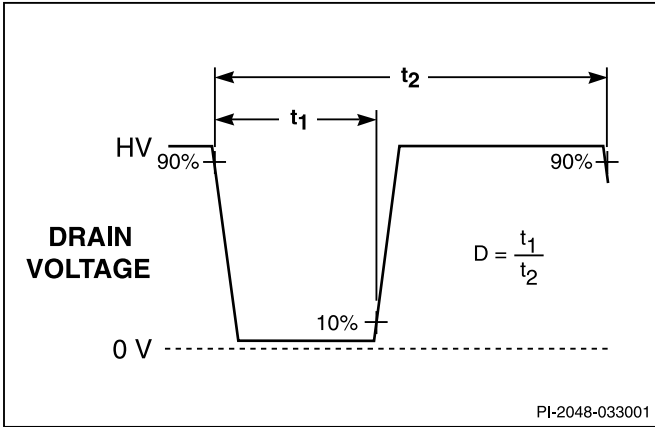 t2
t1
HV
90%
90%
DRAIN
VOLTAGE
D = t1
t2
10%
0 V
PI-2048-033001